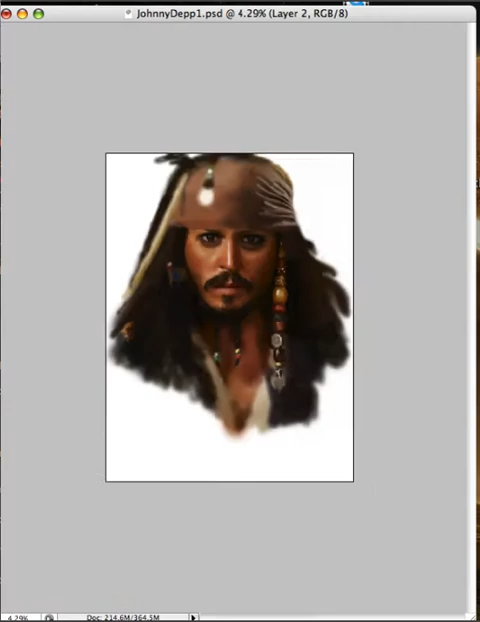 JohnnyDepp1.psd @ 4.29% (Layer 2, RGB/8)
4.29% Doc: 214.6M/364.5M